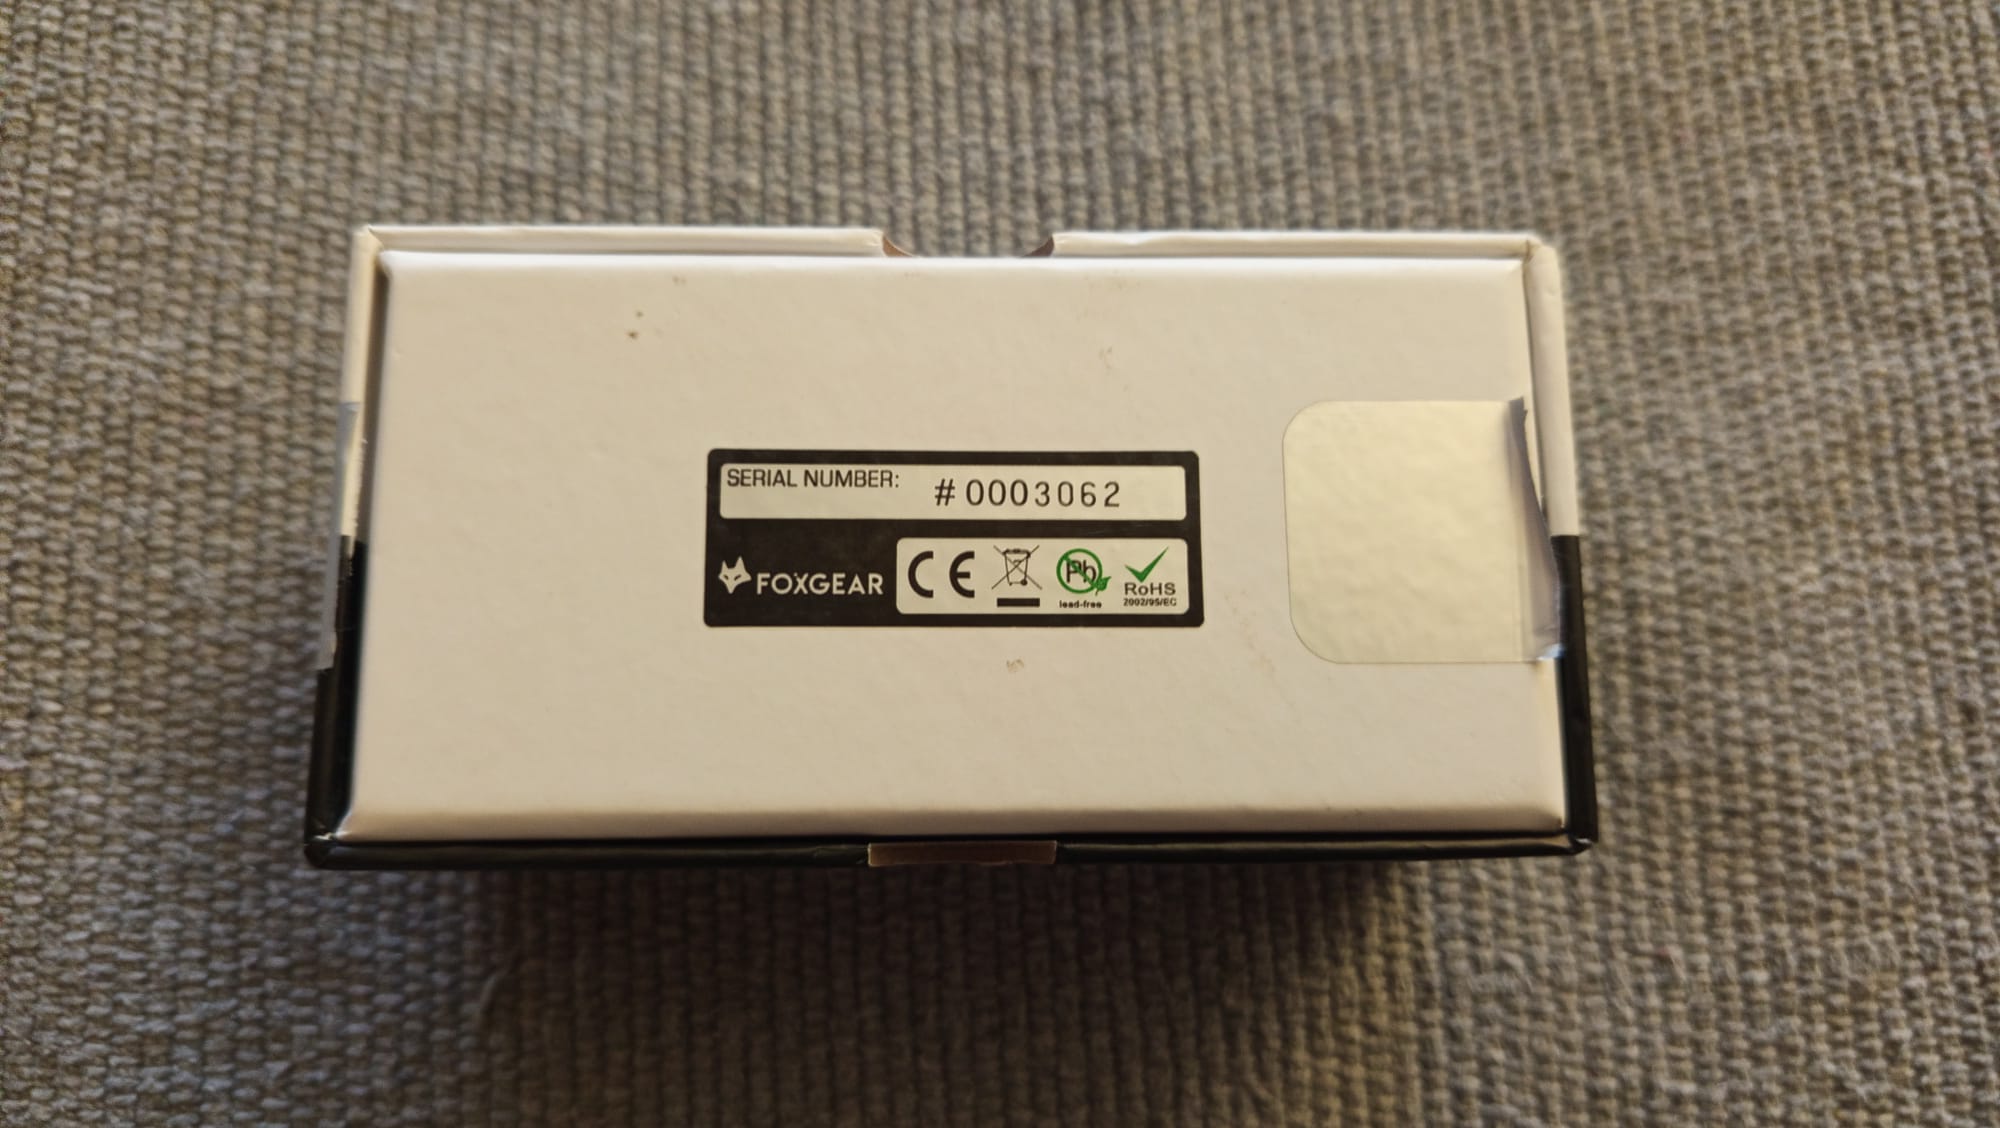 SERIAL NUMBER: #0003062
FOXGEAR
CE
Pb
lead-free
RoHS
2002/95/EC